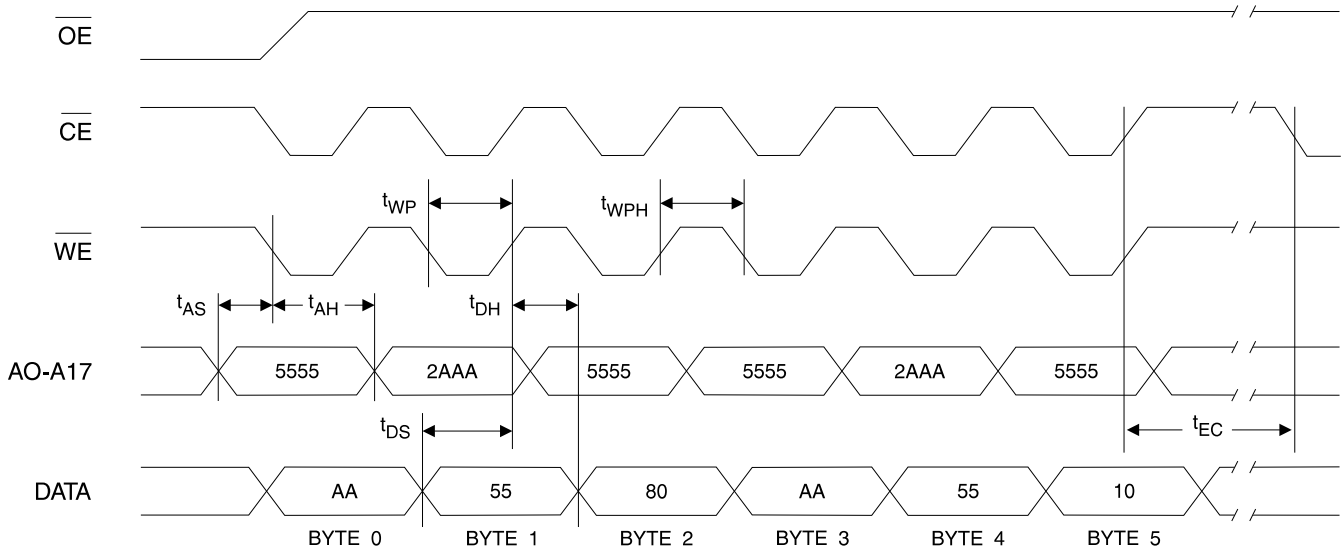 OE
CE
tWP
tWPH
WE
tAS
tAH
tDH
AO-A17
5555
2AAA
5555
5555
2AAA
5555
tDS
tEC
DATA
AA
55
80
AA
55
10
BYTE 0
BYTE 1
BYTE 2
BYTE 3
BYTE 4
BYTE 5